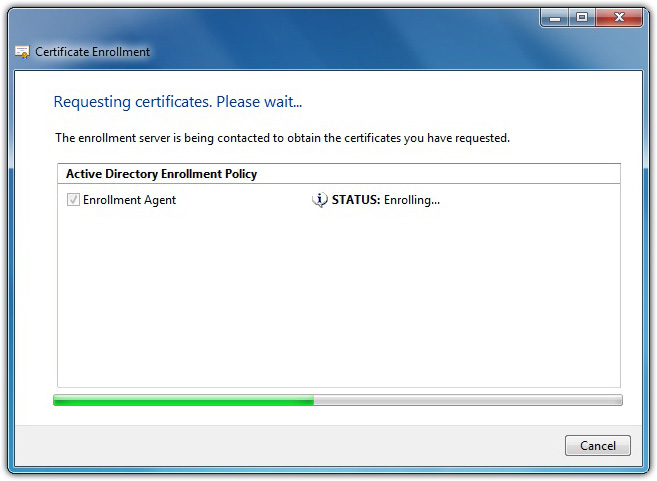 Certificate Enrollment
Requesting certificates. Please wait...
The enrollment server is being contacted to obtain the certificates you have requested.
Active Directory Enrollment Policy
Enrollment Agent STATUS: Enrolling...
Cancel